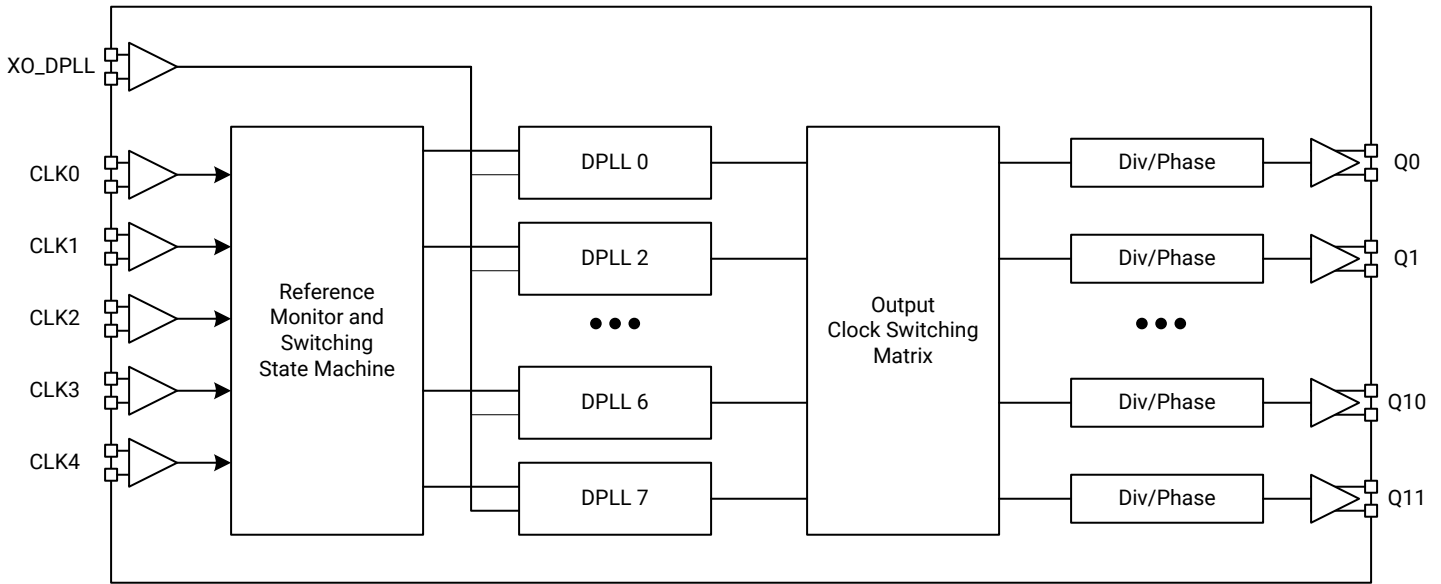 XO_DPLL
CLK0
CLK1
CLK2
CLK3
CLK4
Reference
Monitor and
Switching
State Machine
DPLL 0
DPLL 2
DPLL 6
DPLL 7
Output
Clock Switching
Matrix
Div/Phase
Div/Phase
Div/Phase
Div/Phase
Q0
Q1
Q10
Q11